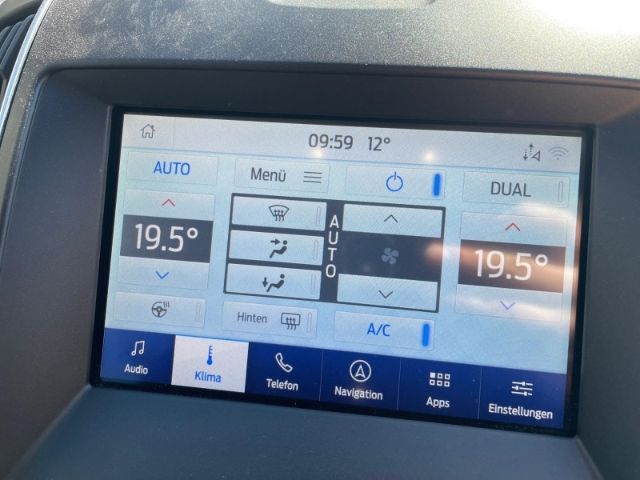 09:59 12°
AUTO
Menü
DUAL
19.5°
AUTO
19.5°
Hinten
A/C
Audio
Klima
Telefon
Navigation
Apps
Einstellungen